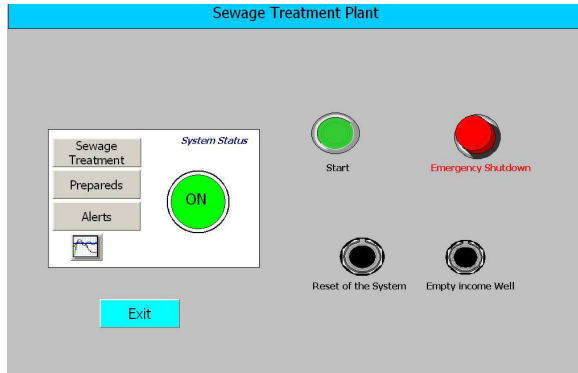 Sewage Treatment Plant
System Status
Sewage
Treatment
Prepareds
Alerts
ON
Start
Emergency Shutdown
Reset of the System
Empty income Well
Exit